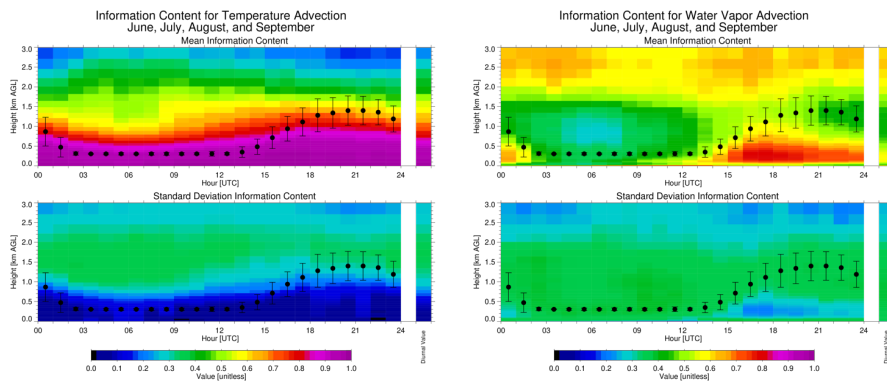 Information Content for Temperature Advection
June, July, August, and September
Mean Information Content
Height [km AGL]
3.0
2.5
2.0
1.5
1.0
0.5
0.0
00 03 06 09 12 15 18 21 24
Hour [UTC]
Standard Deviation Information Content
Height [km AGL]
3.0
2.5
2.0
1.5
1.0
0.5
0.0
00 03 06 09 12 15 18 21 24
Hour [UTC]
Diurnal Value
0.0 0.1 0.2 0.3 0.4 0.5 0.6 0.7 0.8 0.9 1.0
Value [unitless]
Information Content for Water Vapor Advection
June, July, August, and September
Mean Information Content
Height [km AGL]
3.0
2.5
2.0
1.5
1.0
0.5
0.0
00 03 06 09 12 15 18 21 24
Hour [UTC]
Standard Deviation Information Content
Height [km AGL]
3.0
2.5
2.0
1.5
1.0
0.5
0.0
00 03 06 09 12 15 18 21 24
Hour [UTC]
Diurnal Value
0.0 0.1 0.2 0.3 0.4 0.5 0.6 0.7 0.8 0.9 1.0
Value [unitless]